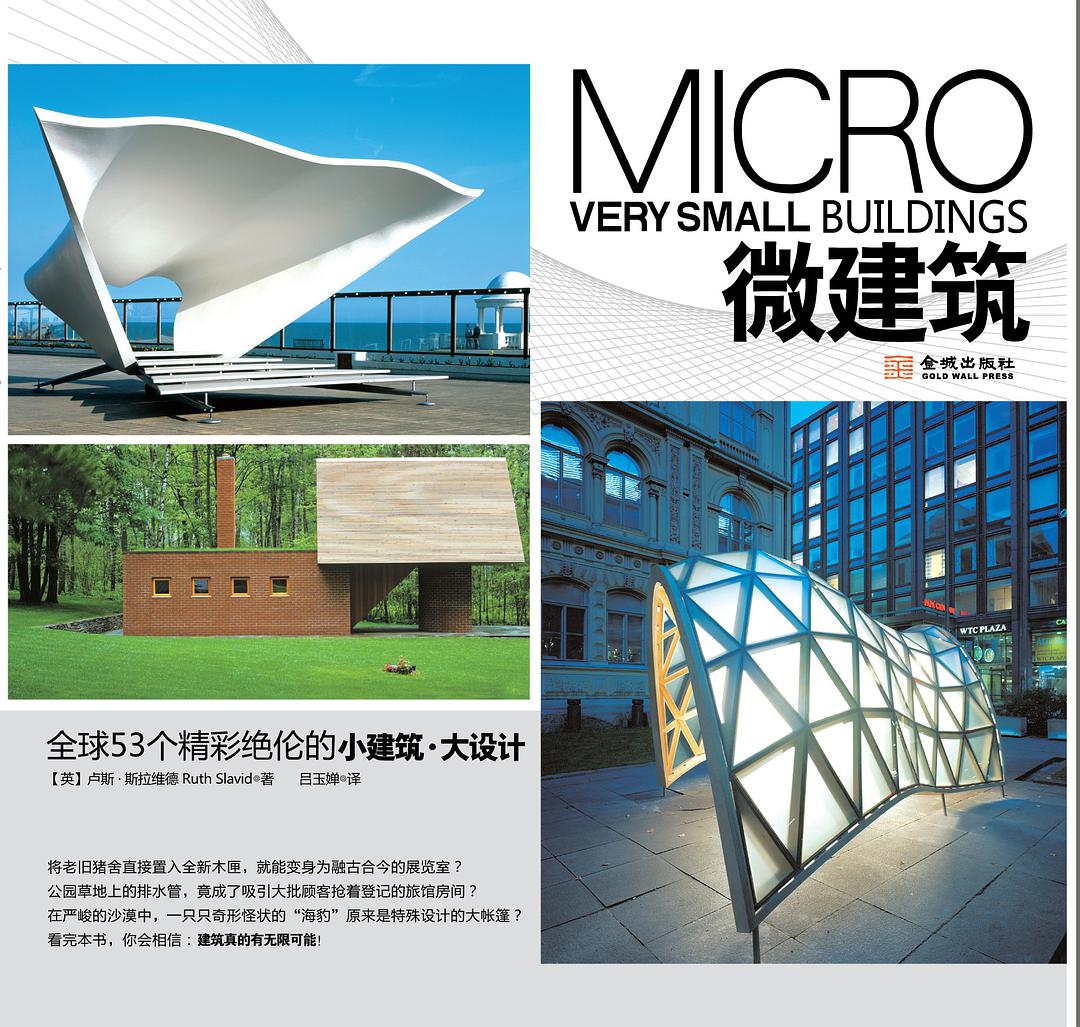 MICRO
VERY SMALL BUILDINGS
微建筑
金城出版社
GOLD WALL PRESS
WTC PLAZA
全球53个精彩绝伦的小建筑·大设计
【英】卢斯·斯拉维德 Ruth Slavid◎著 吕玉婵◎译
将老旧猪舍直接置入全新木匣，就能变身为融古合今的展览室？
公园草地上的排水管，竟成了吸引大批顾客抢着登记的旅馆房间？
在严峻的沙漠中，一只只奇形怪状的“海豹”原来是特殊设计的大帐篷？
看完本书，你会相信：建筑真的有无限可能！